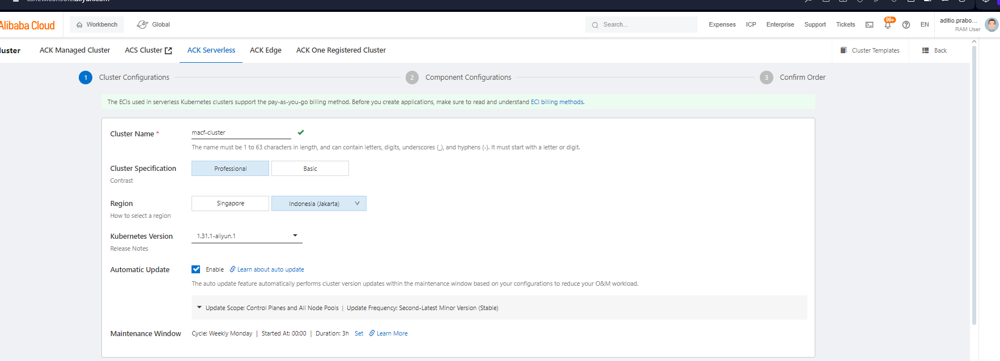 Alibaba Cloud Workbench Global Search... Expenses ICP Enterprise Support Tickets 99+ EN aditio.prabo...
RAM User
luster ACK Managed Cluster ACS Cluster ACK Serverless ACK Edge ACK One Registered Cluster Cluster Templates Back
1 Cluster Configurations 2 Component Configurations 3 Confirm Order
The ECIs used in serverless Kubernetes clusters support the pay-as-you-go billing method. Before you create applications, make sure to read and understand ECI billing methods.
Cluster Name * macf-cluster
The name must be 1 to 63 characters in length, and can contain letters, digits, underscores (_), and hyphens (-). It must start with a letter or digit.
Cluster Specification Professional Basic
Contrast
Region Singapore Indonesia (Jakarta)
How to select a region
Kubernetes Version 1.31.1-aliyun.1
Release Notes
Automatic Update Enable Learn about auto update
The auto update feature automatically performs cluster version updates within the maintenance window based on your configurations to reduce your O&M workload.
Update Scope: Control Planes and All Node Pools | Update Frequency: Second-Latest Minor Version (Stable)
Maintenance Window Cycle: Weekly Monday | Started At: 00:00 | Duration: 3h Set Learn More